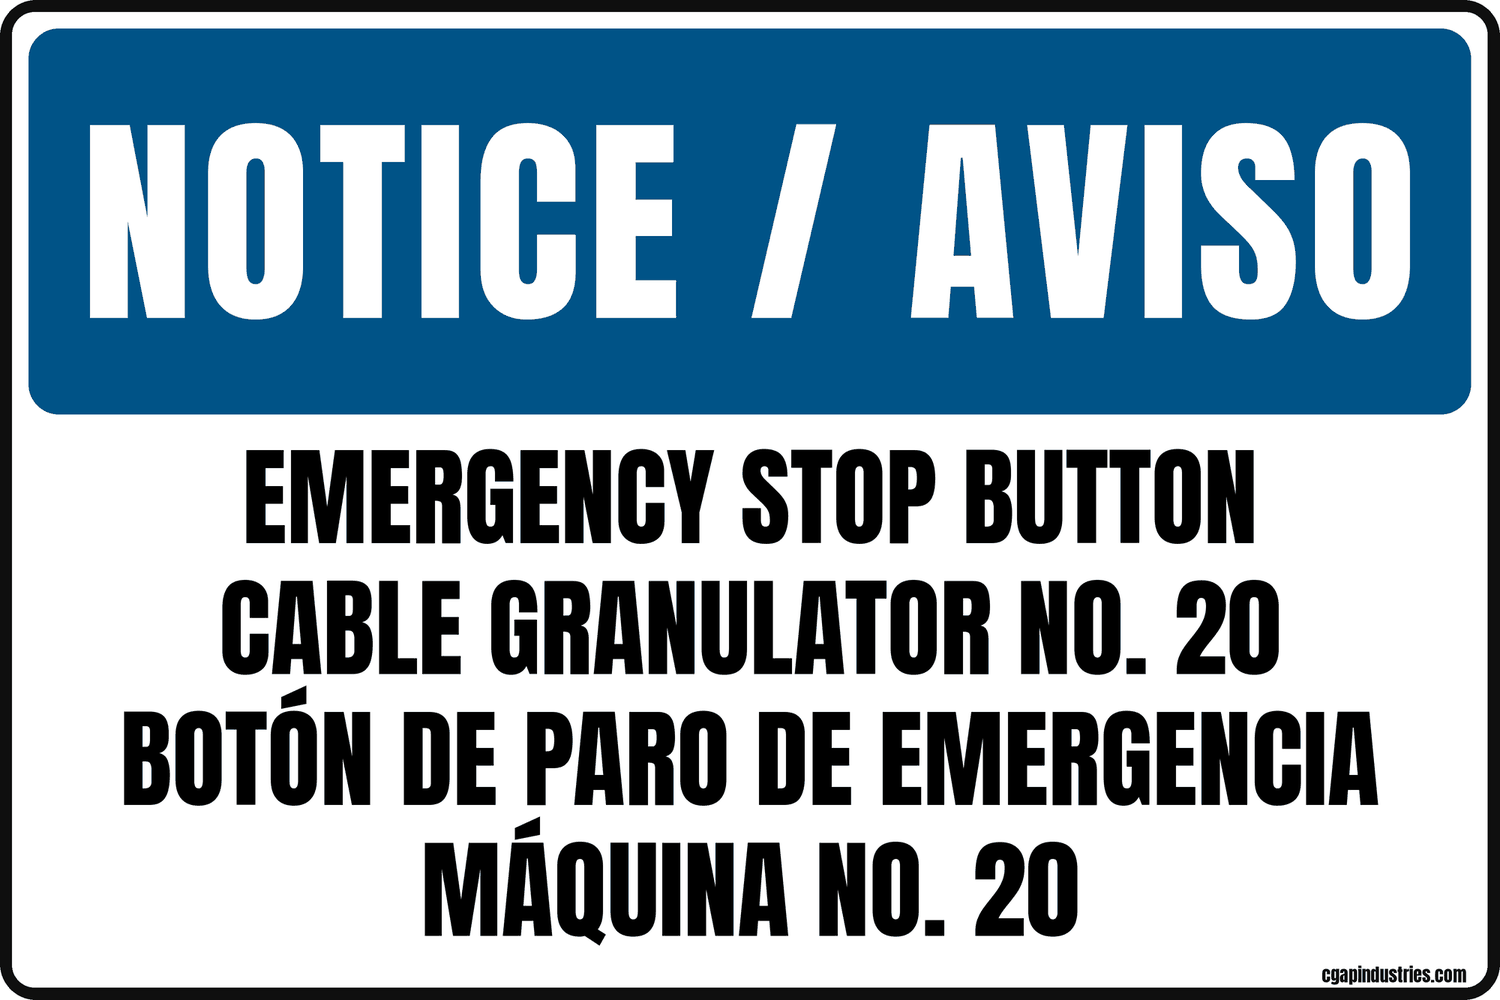 NOTICE / AVISO
EMERGENCY STOP BUTTON
CABLE GRANULATOR NO. 20
BOTÓN DE PARO DE EMERGENCIA
MÁQUINA NO. 20
cgapindustries.com